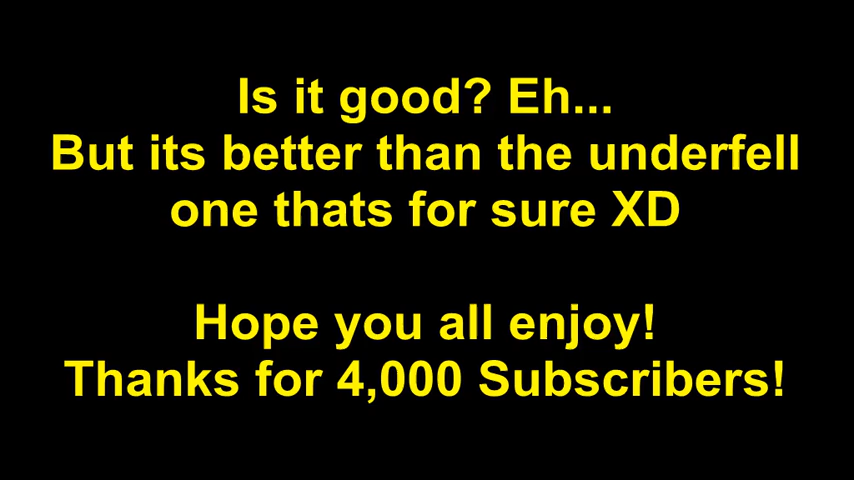 Is it good? Eh...
But its better than the underfell
one thats for sure XD
Hope you all enjoy!
Thanks for 4,000 Subscribers!